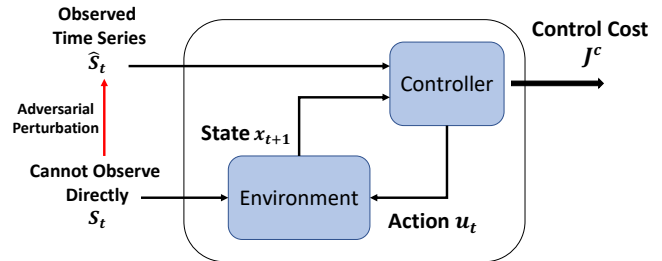 Observed
Time Series
Ŝₜ
Adversarial
Perturbation
Cannot Observe
Directly
Sₜ
State xₜ₊₁
Environment
Controller
Action uₜ
Control Cost
Jᶜ